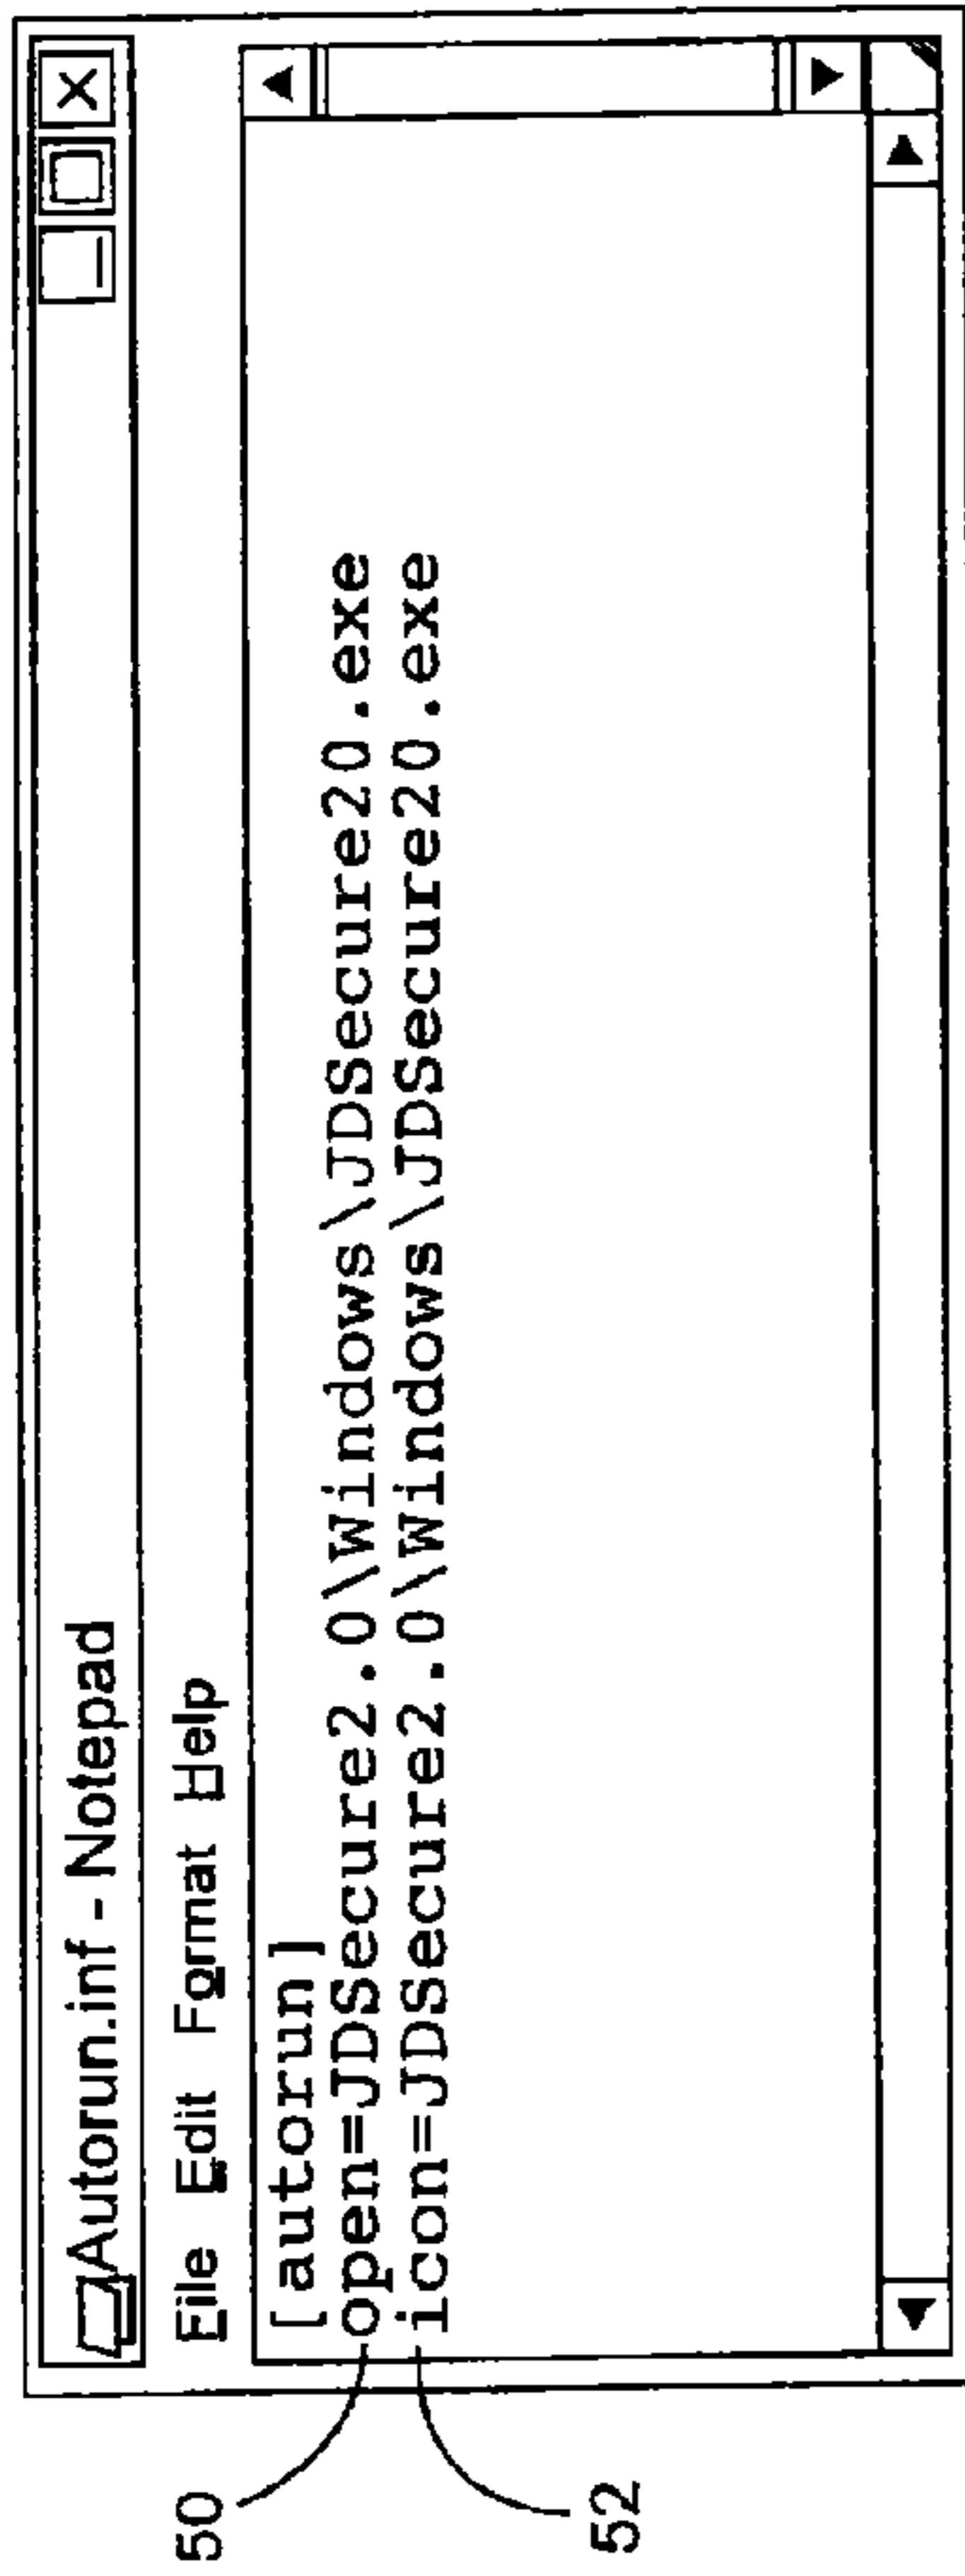 Autorun.inf - Notepad
File Edit Format Help
[autorun]
50
open=JDSecure2.0\Windows\JDSecure20.exe
52
icon=JDSecure2.0\Windows\JDSecure20.exe